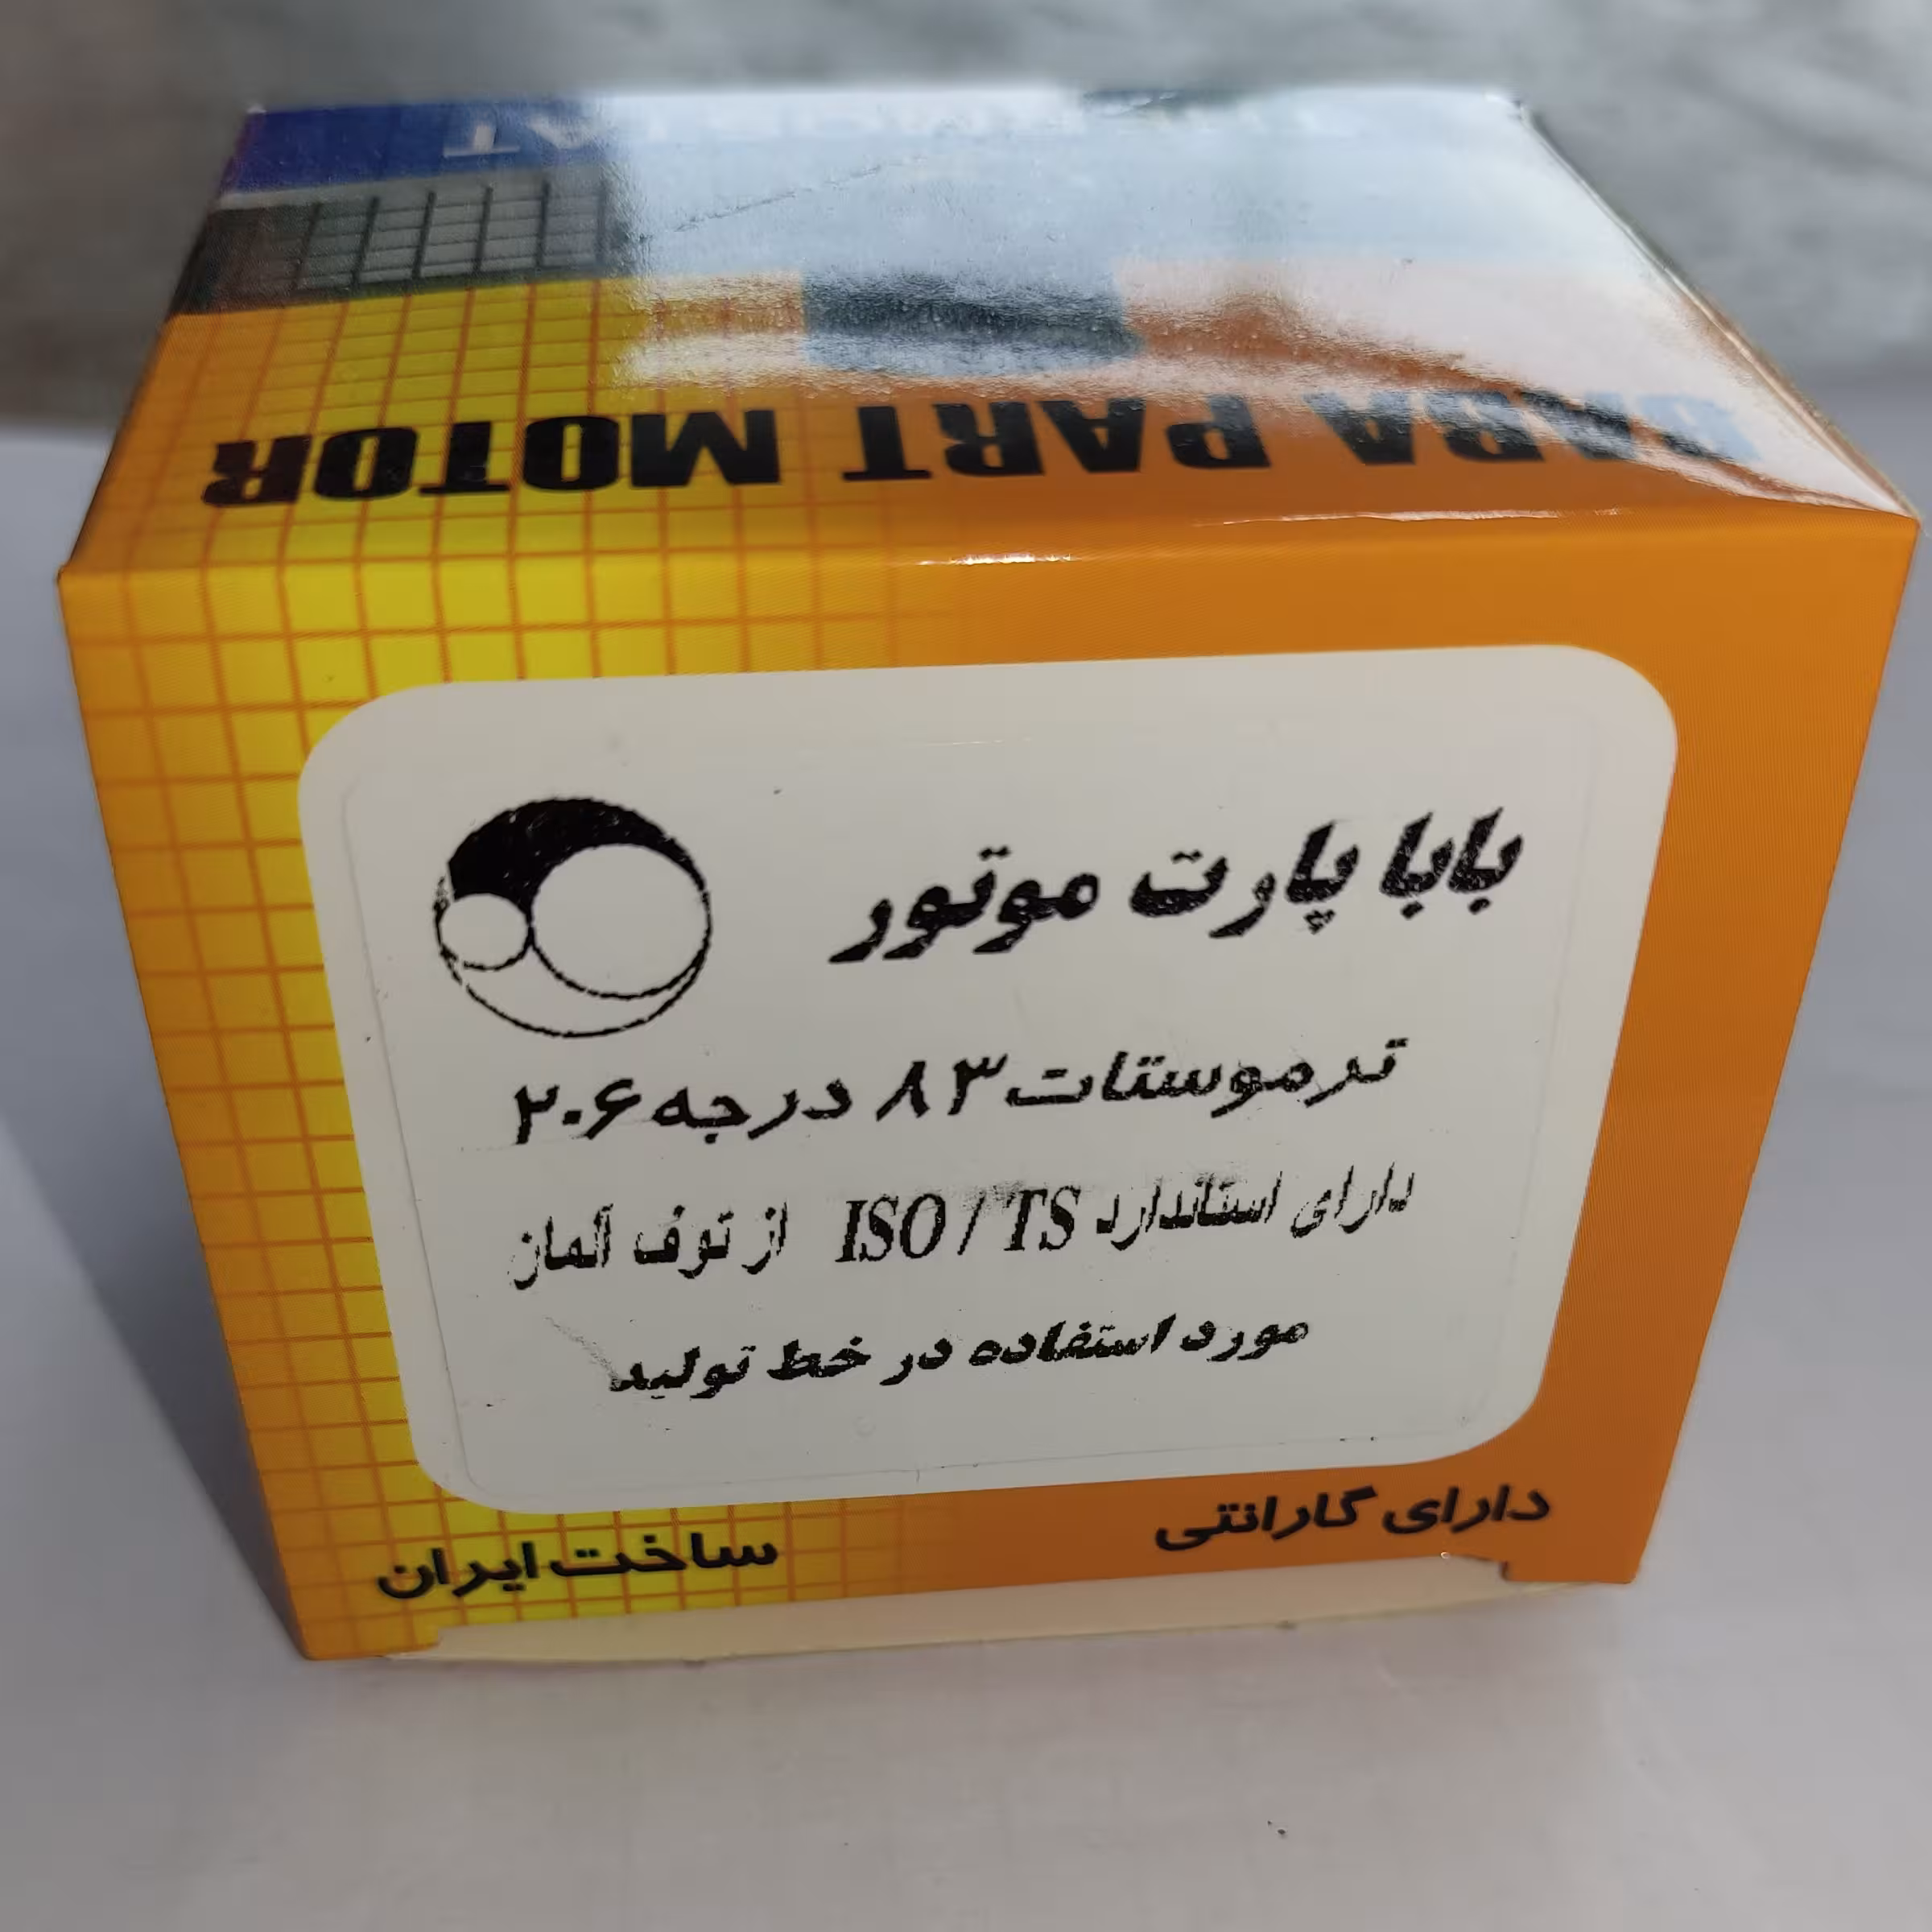 BABA PART MOTOR
بابا پارت موتور
ترموستات ۸۳ درجه ۲۰۶
دارای استاندارد ISO / TS از توف آلمان
مورد استفاده در خط تولید
دارای گارانتی
ساخت ایران